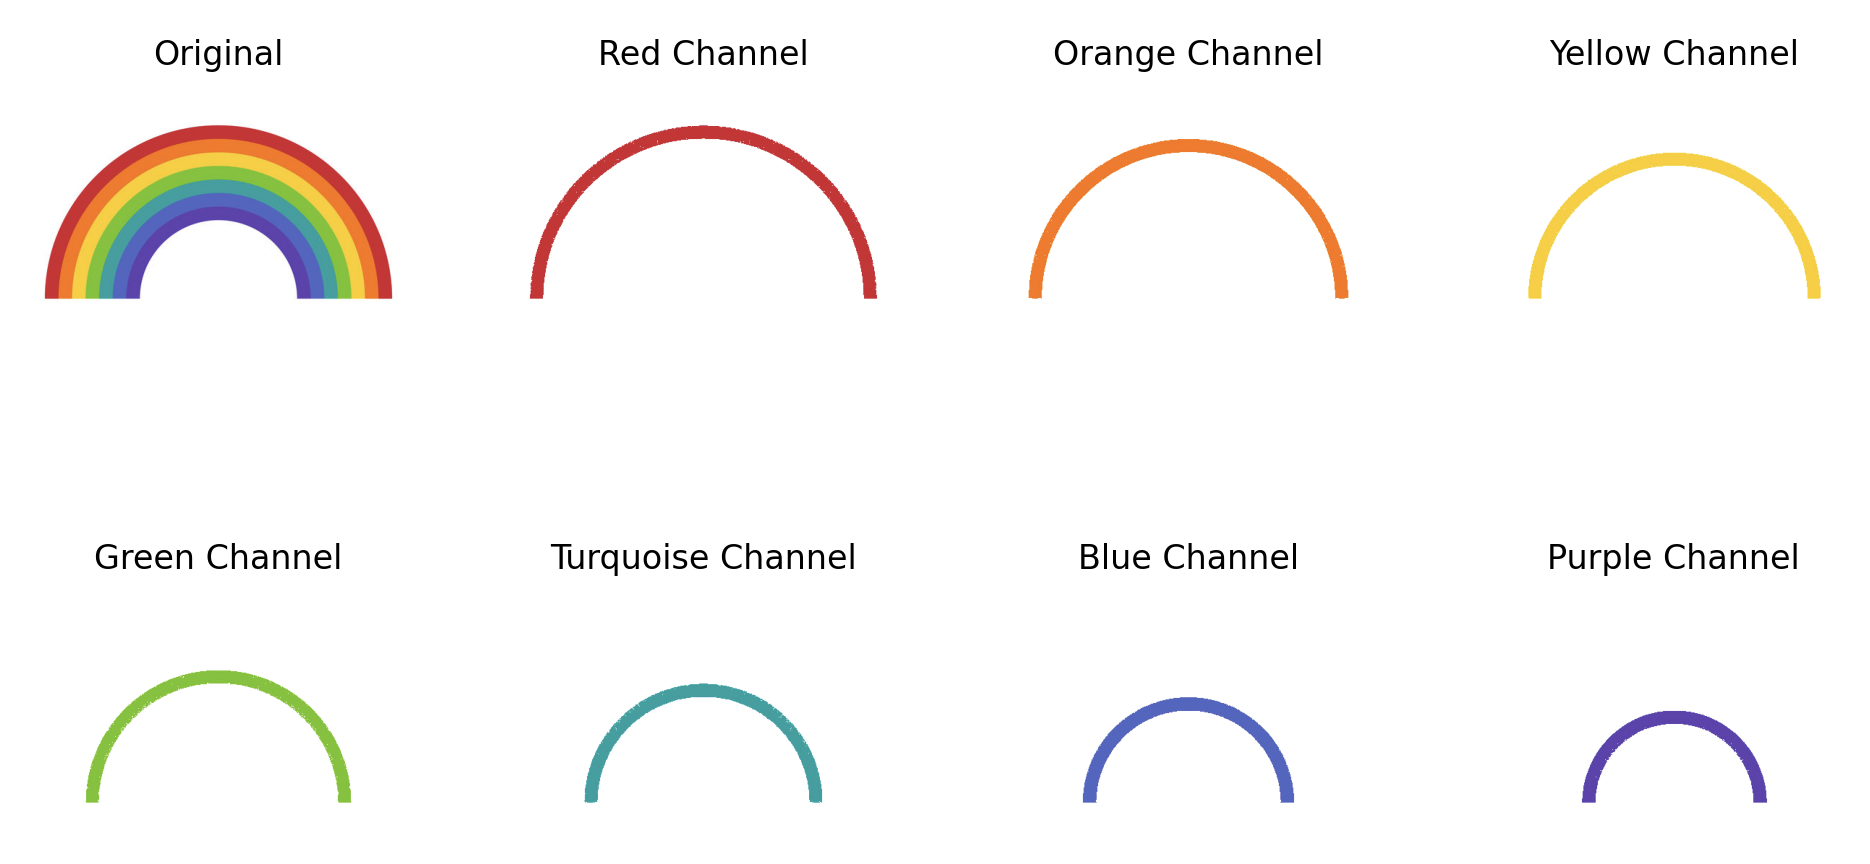 Original
Red Channel
Orange Channel
Yellow Channel
Green Channel
Turquoise Channel
Blue Channel
Purple Channel